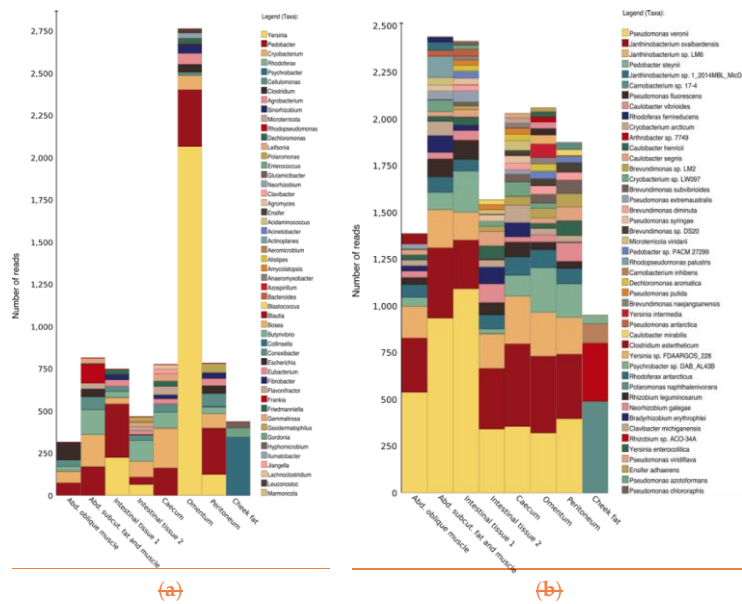 Legend (Taxa):
Yersinia
Pedobacter
Cryobacterium
Rhodoferax
Psychrobacter
Cellulomonas
Clostridium
Agrobacterium
Sinorhizobium
Microterricola
Rhodopseudomonas
Dechloromonas
Leifsonia
Polaromonas
Enterococcus
Glutamicibacter
Neorhizobium
Clavibacter
Agromyces
Ensifer
Acidaminococcus
Acinetobacter
Actinoplanes
Aeromicrobium
Alistipes
Amycolatopsis
Anaeromyxobacter
Azospirillum
Bacteroides
Blastococcus
Blautia
Bosea
Butyrivibrio
Collinsella
Conexibacter
Escherichia
Eubacterium
Fibrobacter
Flavonifractor
Frankia
Friedmanniella
Gemmatirosa
Geodermatophilus
Gordonia
Hyphomicrobium
Ilumatobacter
Jiangella
Lachnoclostridium
Leuconostoc
Marmoricola
Number of reads
2,750
2,500
2,250
2,000
1,750
1,500
1,250
1,000
750
500
250
0
Abd. oblique muscle
Abd. subcut. fat and muscle
Intestinal tissue 1
Intestinal tissue 2
Caecum
Omentum
Peritoneum
Cheek fat
(a)
Legend (Taxa):
Pseudomonas veronii
Janthinobacterium svalbardensis
Janthinobacterium sp. LM6
Pedobacter steynii
Janthinobacterium sp. 1_2014MBL_MicDiv
Carnobacterium sp. 17-4
Pseudomonas fluorescens
Caulobacter vibrioides
Rhodoferax ferrireducens
Cryobacterium arcticum
Arthrobacter sp. 7749
Caulobacter henricii
Caulobacter segnis
Brevundimonas sp. LM2
Cryobacterium sp. LW097
Brevundimonas subvibrioides
Pseudomonas extremaustralis
Brevundimonas diminuta
Pseudomonas syringae
Brevundimonas sp. DS20
Microterricola viridarii
Pedobacter sp. PACM 27299
Rhodopseudomonas palustris
Carnobacterium inhibens
Dechloromonas aromatica
Pseudomonas putida
Brevundimonas naejangsanensis
Yersinia intermedia
Pseudomonas antarctica
Caulobacter mirabilis
Clostridium estertheticum
Yersinia sp. FDAARGOS_228
Psychrobacter sp. DAB_AL43B
Rhodoferax antarcticus
Polaromonas naphthalenivorans
Rhizobium leguminosarum
Neorhizobium galegae
Bradyrhizobium erythrophlei
Clavibacter michiganensis
Rhizobium sp. ACO-34A
Yersinia enterocolitica
Pseudomonas viridiflava
Ensifer adhaerens
Pseudomonas azotoformans
Pseudomonas chlororaphis
Number of reads
2,500
2,250
2,000
1,750
1,500
1,250
1,000
750
500
250
0
Abd. oblique muscle
Abd. subcut. fat and muscle
Intestinal tissue 1
Intestinal tissue 2
Caecum
Omentum
Peritoneum
Cheek fat
(b)